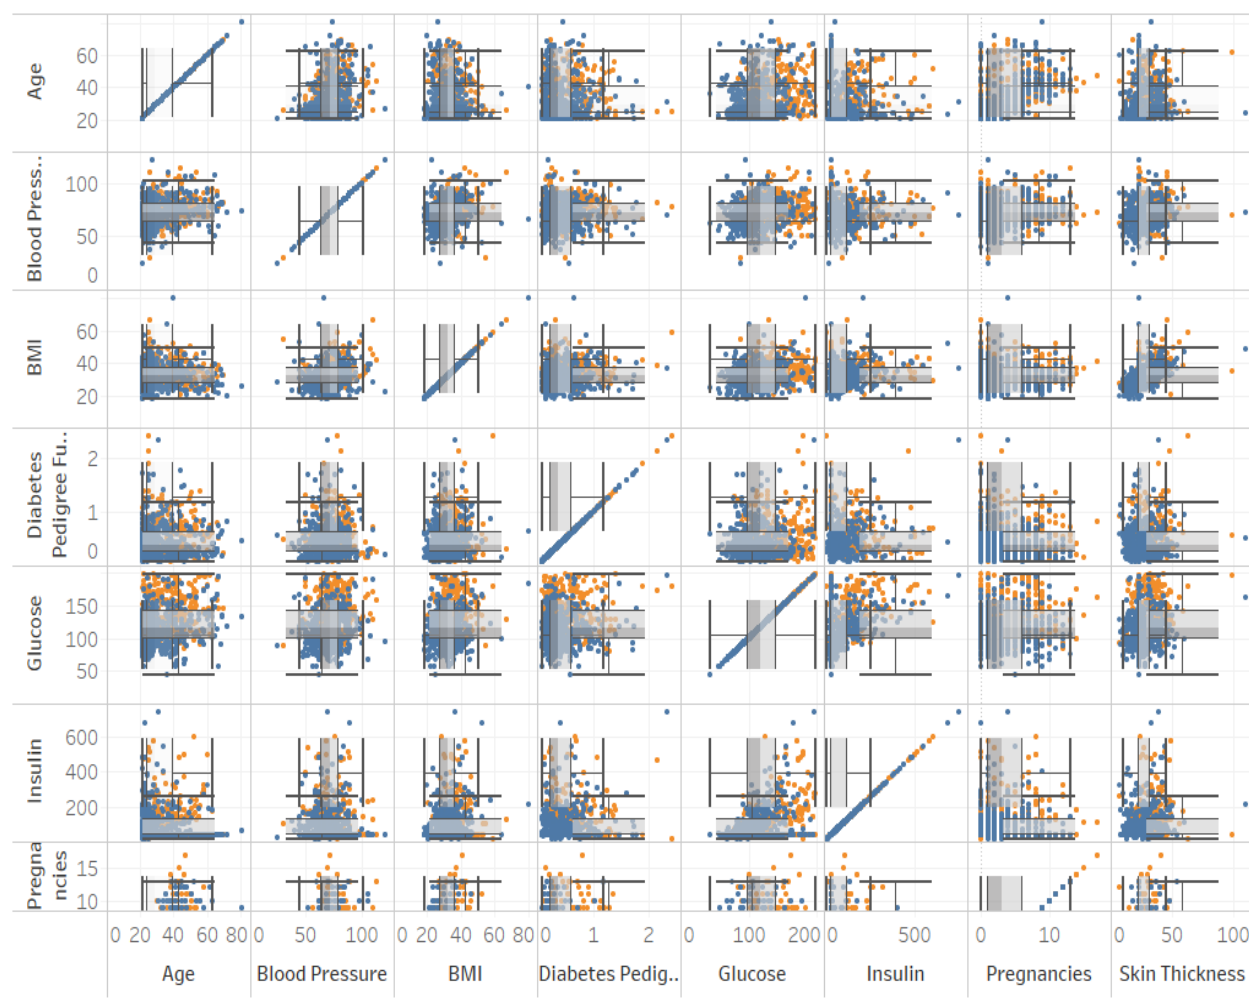 Age
60
40
20
Blood Press..
100
50
0
BMI
60
40
20
Diabetes
Pedigree Fu..
2
1
0
Glucose
150
100
50
Insulin
600
400
200
Pregna
ncies
15
10
0 20 40 60 80 0 50 100 0 20 40 60 80 0 1 2 0 100 200 0 500 0 10 0 50 100
Age Blood Pressure BMI Diabetes Pedig.. Glucose Insulin Pregnancies Skin Thickness